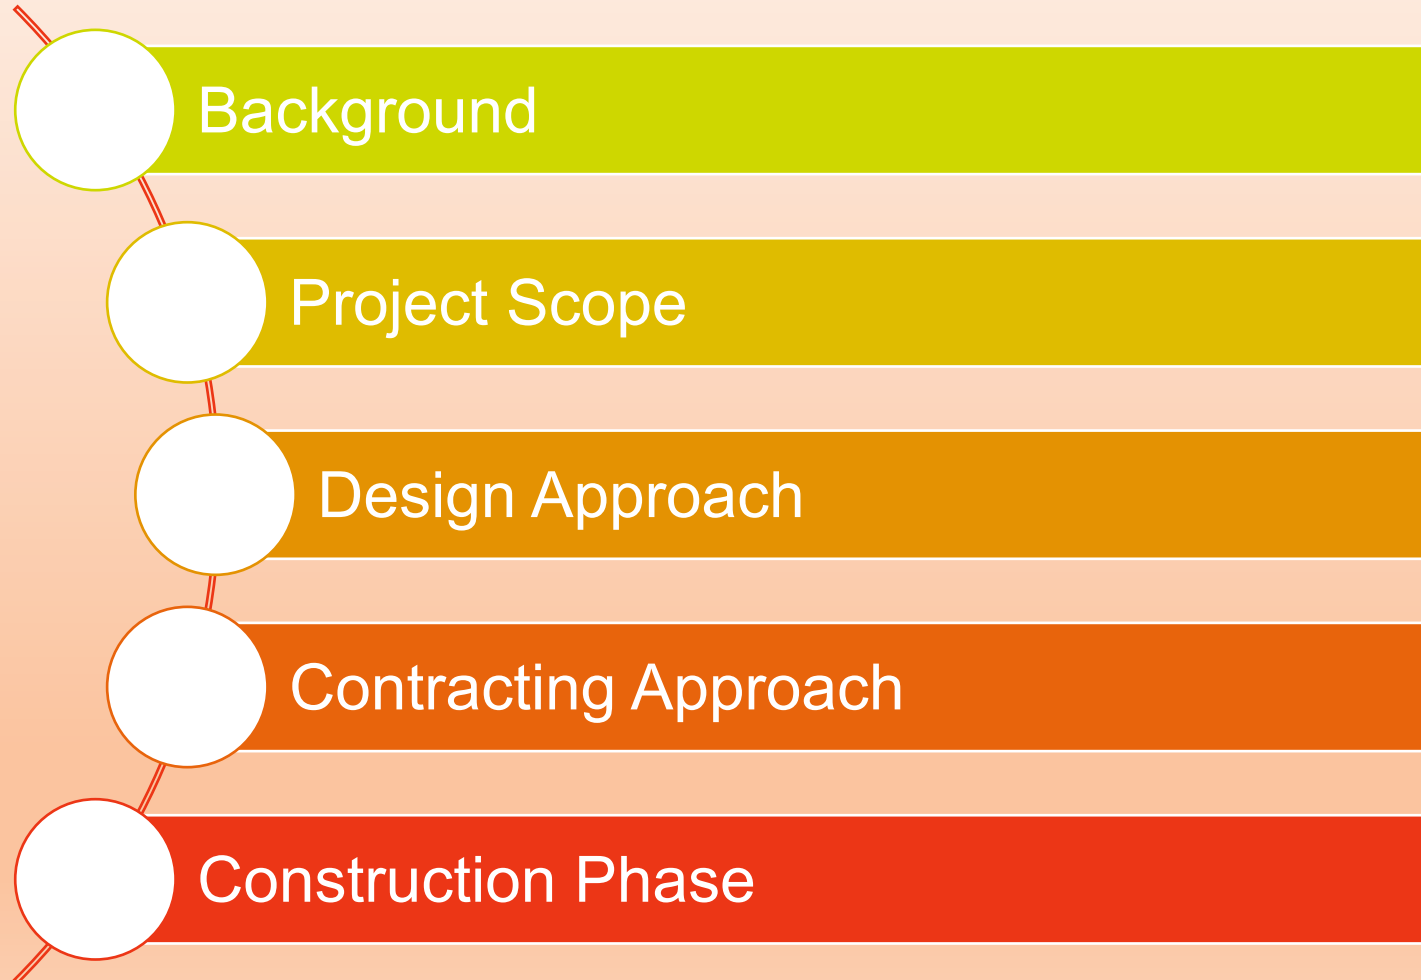 Background
Project Scope
Design Approach
Contracting Approach
Construction Phase